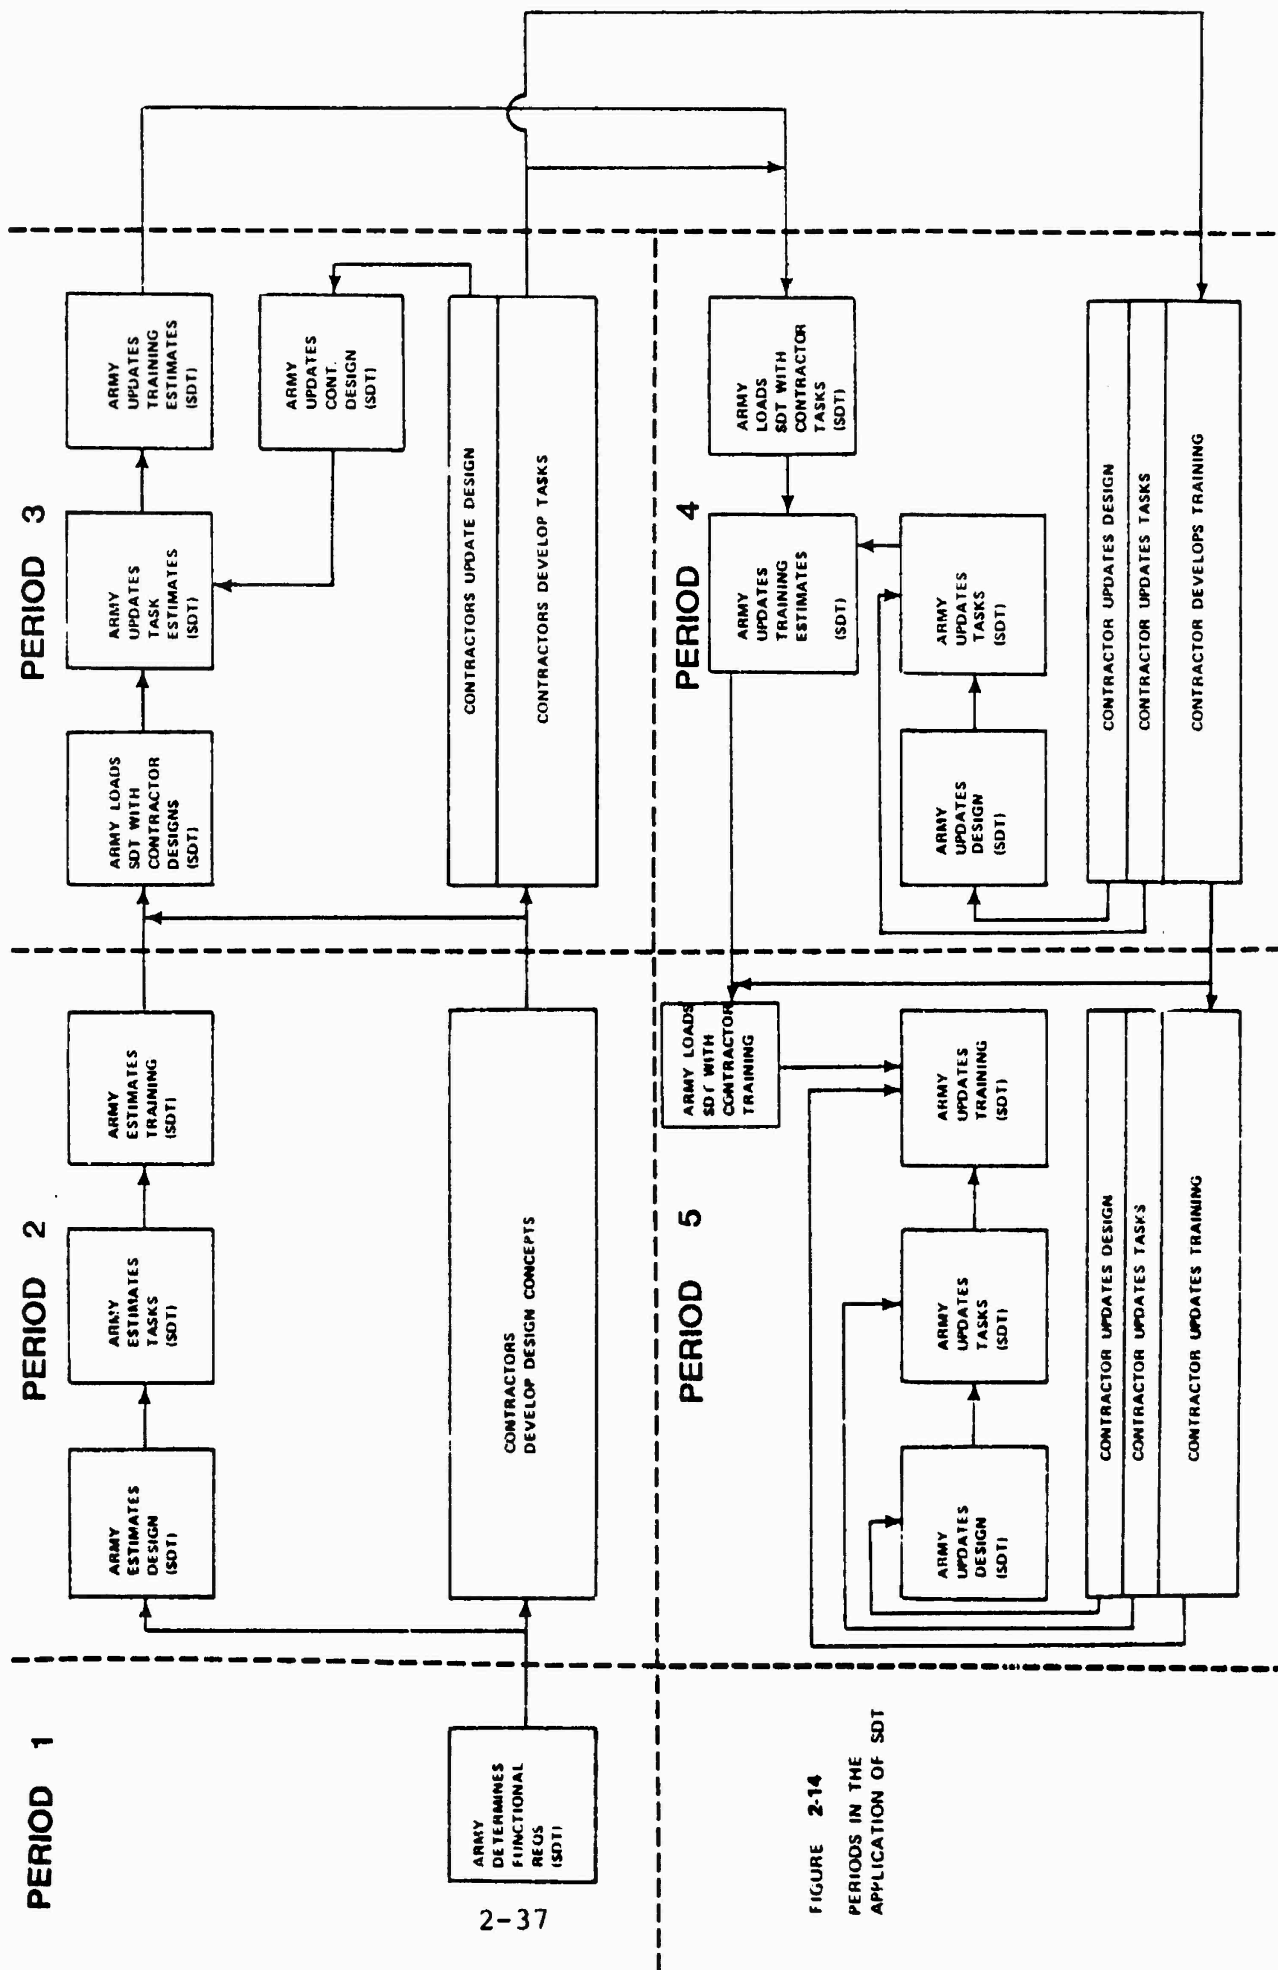 PERIOD 1
ARMY
DETERMINES
FUNCTIONAL
REQS
(SDT)
PERIOD 2
ARMY
ESTIMATES
DESIGN
(SDT)
ARMY
ESTIMATES
TASKS
(SDT)
ARMY
ESTIMATES
TRAINING
(SDT)
CONTRACTORS
DEVELOP DESIGN CONCEPTS
PERIOD 3
ARMY LOADS
SDT WITH
CONTRACTOR
DESIGNS
(SDT)
ARMY
UPDATES
TASK
ESTIMATES
(SDT)
ARMY
UPDATES
TRAINING
ESTIMATES
(SDT)
ARMY
UPDATES
CONT.
DESIGN
(SDT)
CONTRACTORS UPDATE DESIGN
CONTRACTORS DEVELOP TASKS
PERIOD 4
ARMY
LOADS
SDT WITH
CONTRACTOR
TASKS
(SDT)
ARMY
UPDATES
TRAINING
ESTIMATES
(SDT)
ARMY
UPDATES
DESIGN
(SDT)
ARMY
UPDATES
TASKS
(SDT)
CONTRACTOR UPDATES DESIGN
CONTRACTOR UPDATES TASKS
CONTRACTOR DEVELOPS TRAINING
PERIOD 5
ARMY LOADS
SDT WITH
CONTRACTOR
TRAINING
ARMY
UPDATES
DESIGN
(SDT)
ARMY
UPDATES
TASKS
(SDT)
ARMY
UPDATES
TRAINING
(SDT)
CONTRACTOR UPDATES DESIGN
CONTRACTOR UPDATES TASKS
CONTRACTOR UPDATES TRAINING
FIGURE 2-14
PERIODS IN THE
APPLICATION OF SDT
2-37